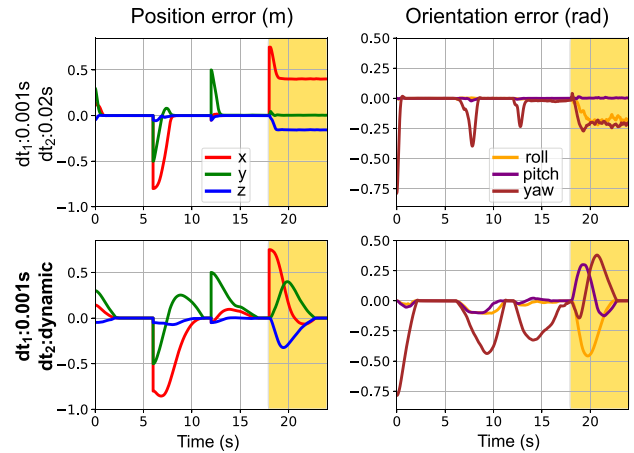 Position error (m)
Orientation error (rad)
dt₁:0.001s
dt₂:0.02s
0.5
0.0
−0.5
−1.0
0
5
10
15
20
x
y
z
0.50
0.25
0.00
−0.25
−0.50
−0.75
0
5
10
15
20
roll
pitch
yaw
dt₁:0.001s
dt₂:dynamic
0.5
0.0
−0.5
−1.0
0
5
10
15
20
Time (s)
0.50
0.25
0.00
−0.25
−0.50
−0.75
0
5
10
15
20
Time (s)